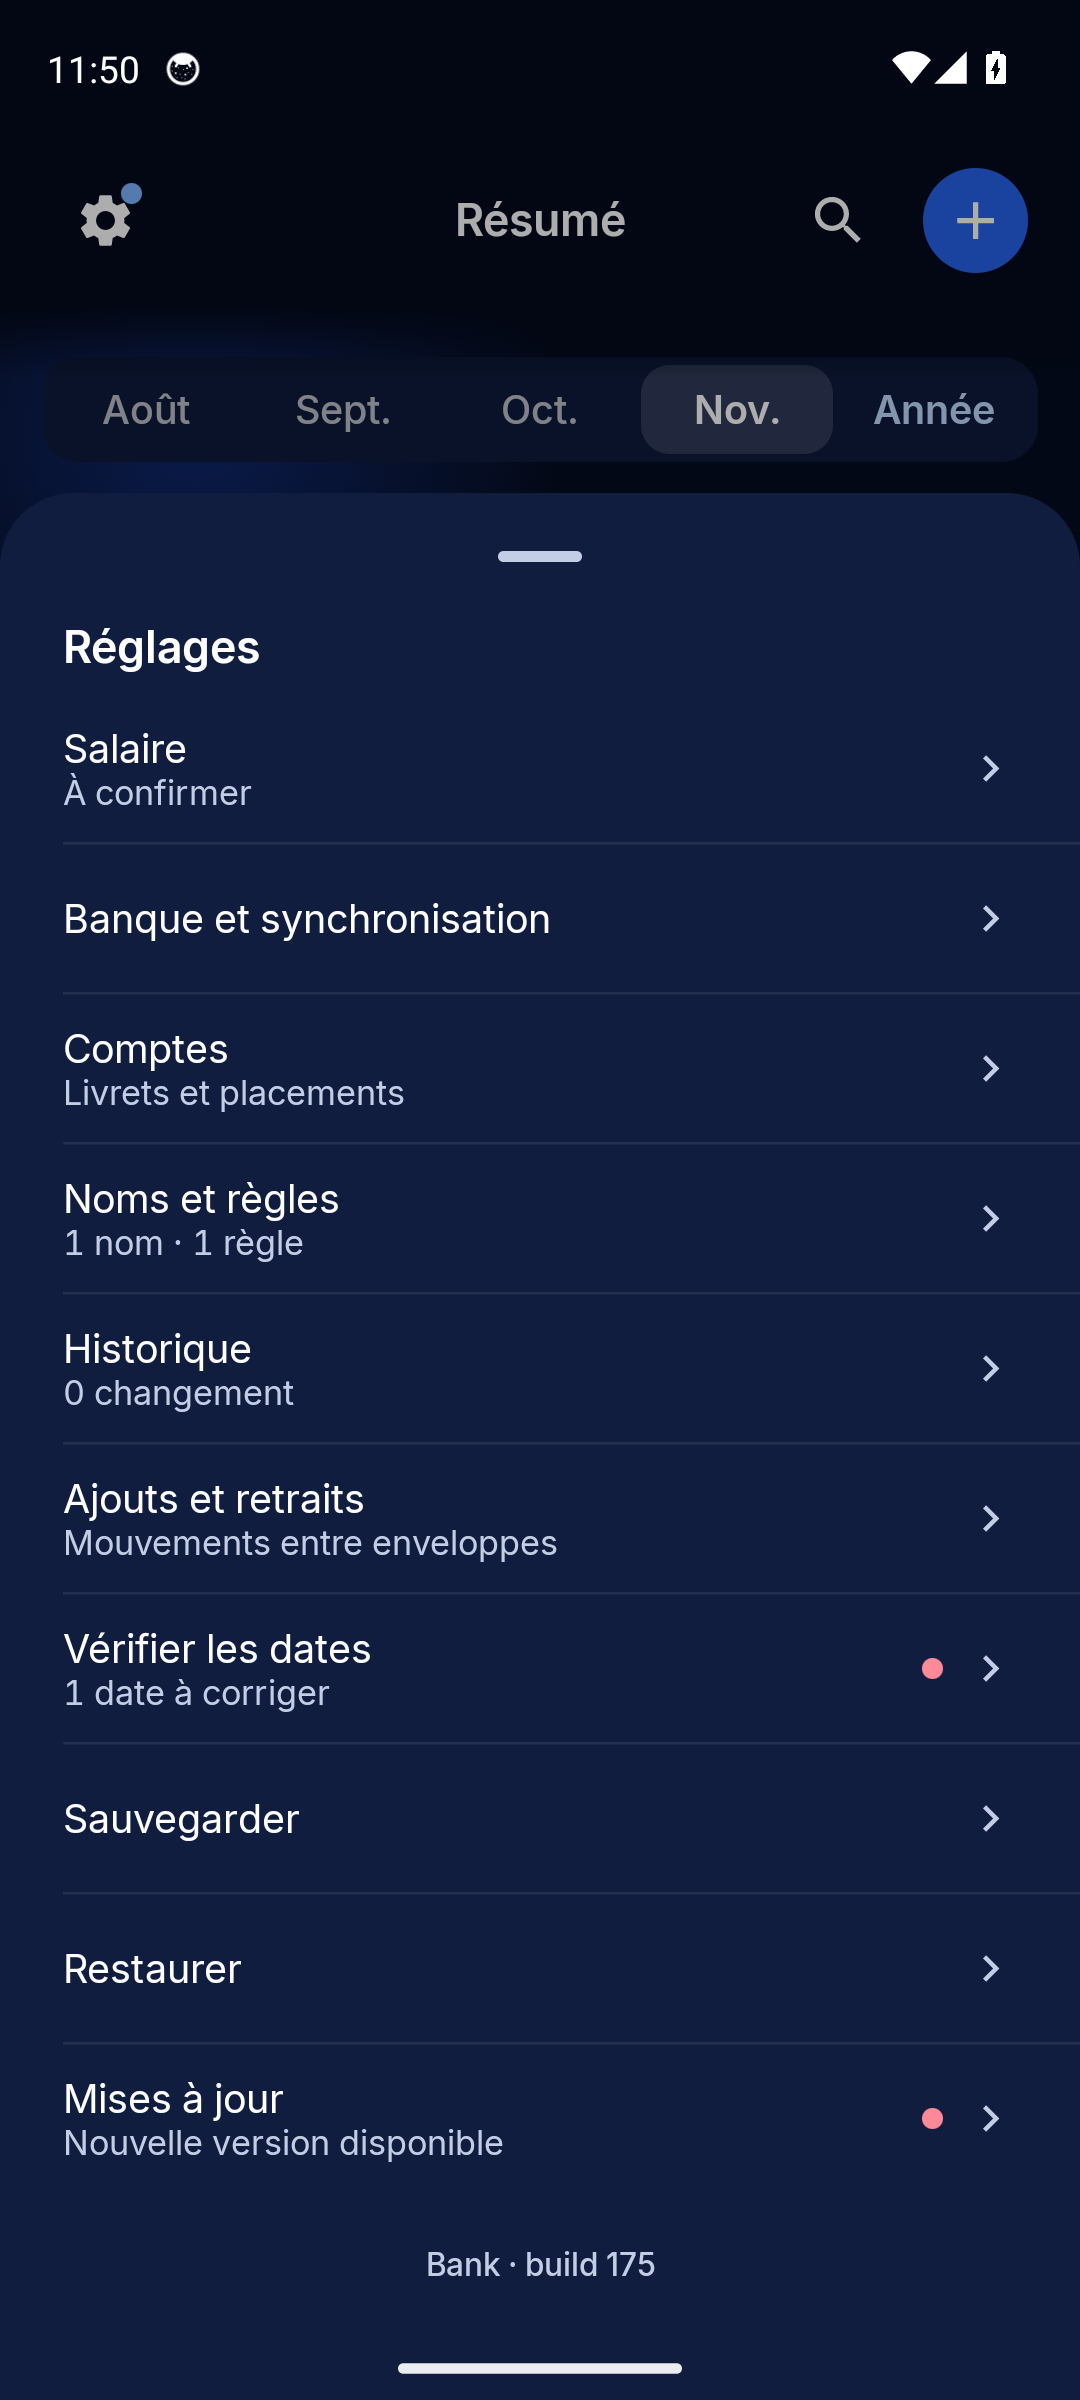 11:50
Résumé
Août Sept. Oct. Nov. Année
Réglages
Salaire
À confirmer
Banque et synchronisation
Comptes
Livrets et placements
Noms et règles
1 nom · 1 règle
Historique
0 changement
Ajouts et retraits
Mouvements entre enveloppes
Vérifier les dates
1 date à corriger
Sauvegarder
Restaurer
Mises à jour
Nouvelle version disponible
Bank · build 175